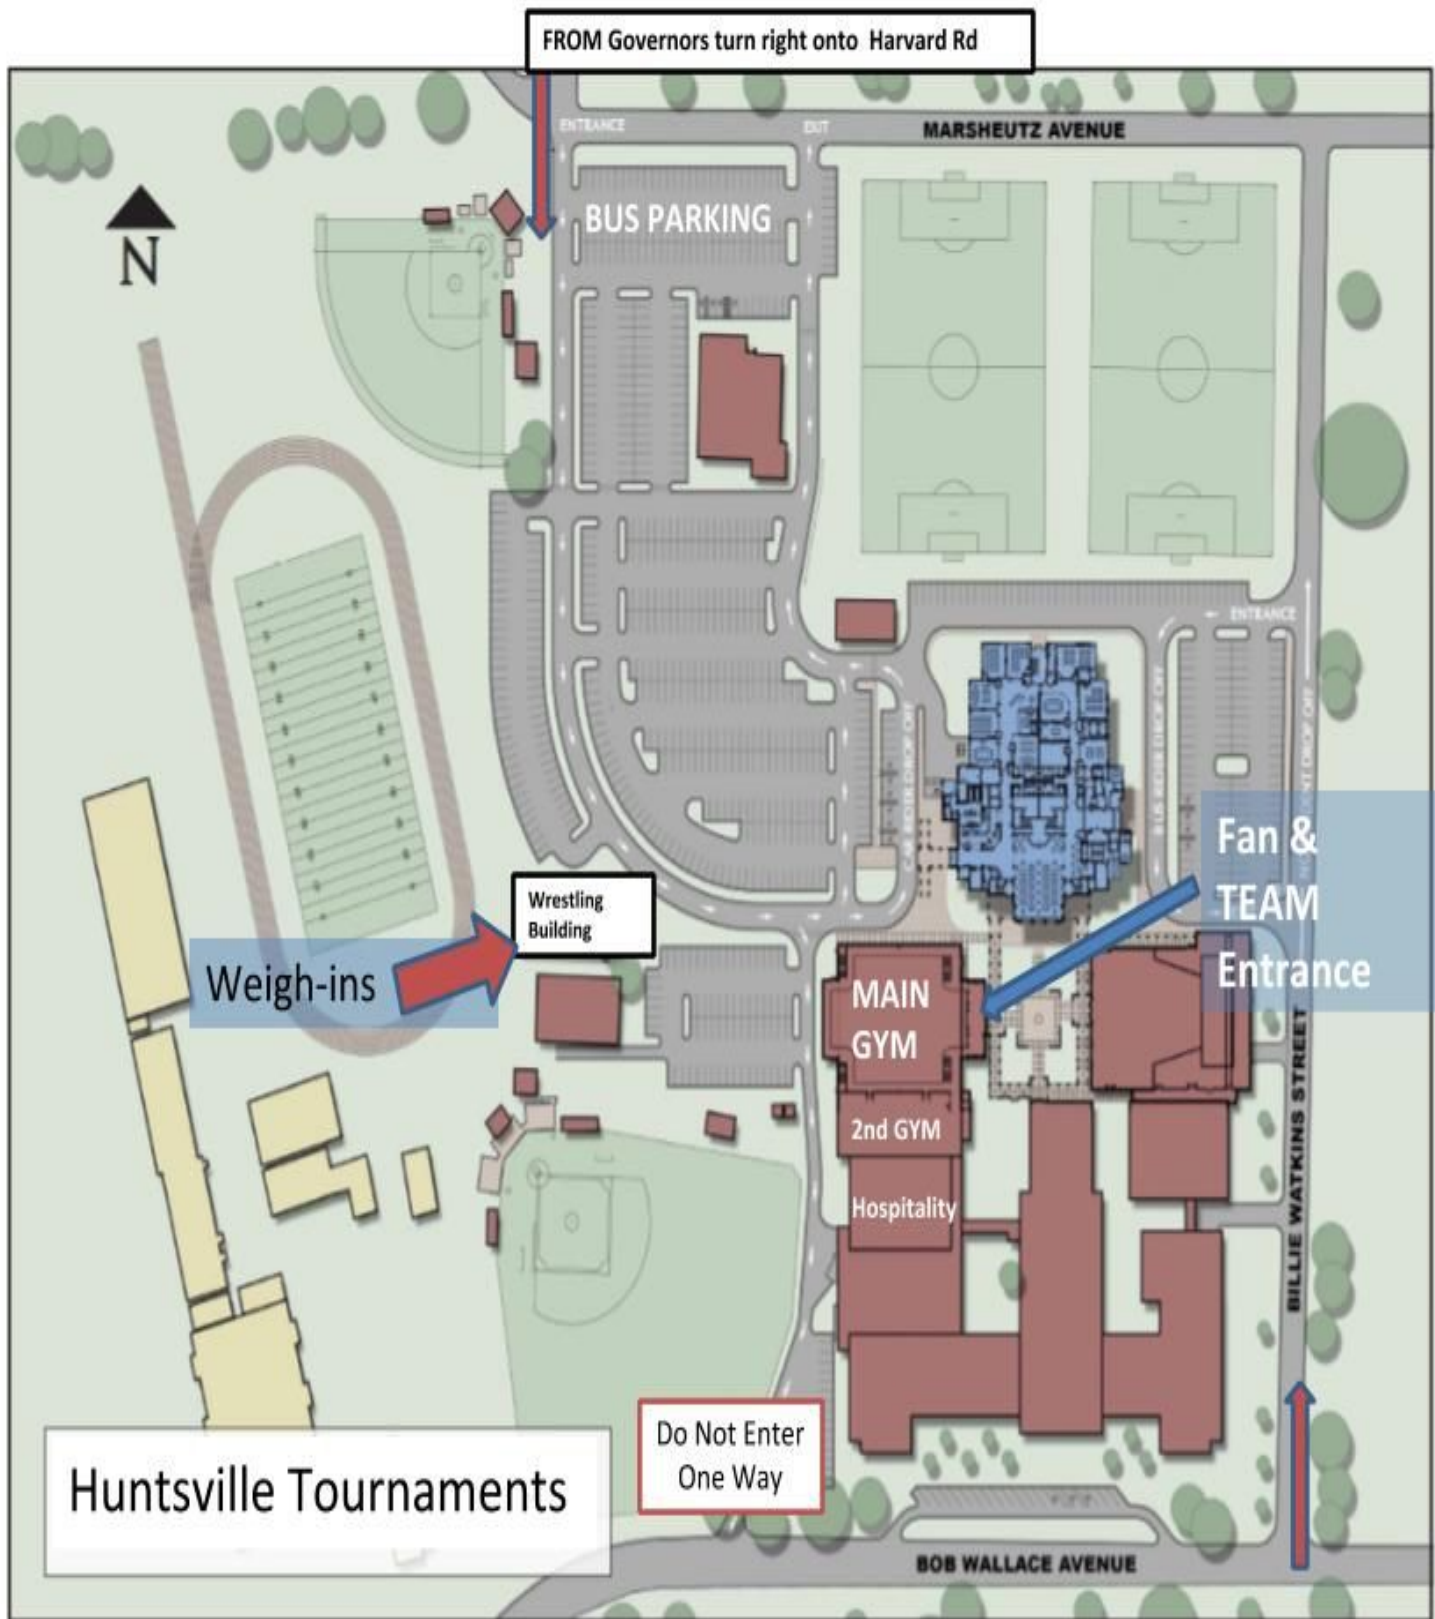 FROM Governors turn right onto Harvard Rd
ENTRANCE
EXIT
MARSHEUTZ AVENUE
BUS PARKING
N
ENTRANCE
Fan &
TEAM
Entrance
Wrestling
Building
Weigh-ins
MAIN
GYM
2nd GYM
Hospitality
BILLIE WATKINS STREET
Do Not Enter
One Way
Huntsville Tournaments
BOB WALLACE AVENUE